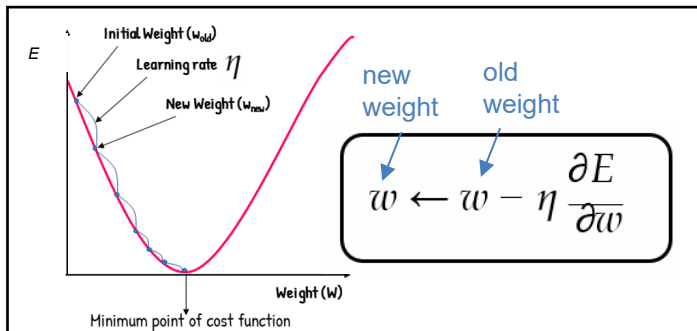 Initial Weight (w_old)
E
Learning rate η
New Weight (w_new)
Weight (W)
Minimum point of cost function
new weight
old weight
w ← w − η ∂E/∂w